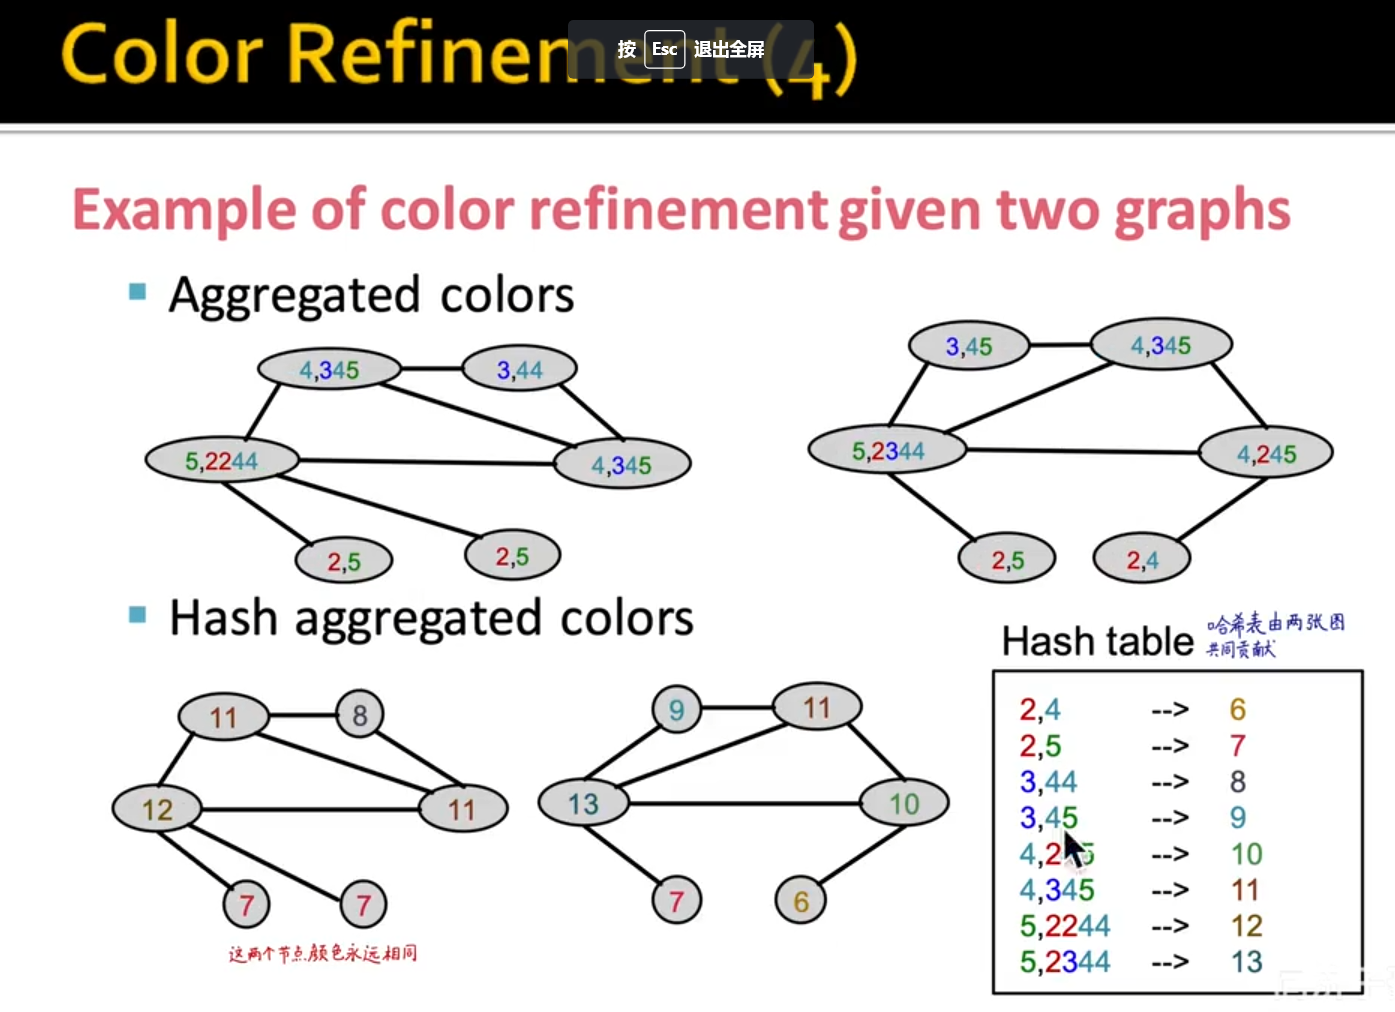 Color Refinement (4)
按 Esc 退出全屏
Example of color refinement given two graphs
Aggregated colors
4,345 3,44
5,2244 4,345
2,5 2,5
3,45 4,345
5,2344 4,245
2,5 2,4
Hash aggregated colors
11 8
12 11
7 7
这两个节点颜色永远相同
9 11
13 10
7 6
Hash table
哈希表由两张图
共同贡献
2,4 --> 6
2,5 --> 7
3,44 --> 8
3,45 --> 9
4,245 --> 10
4,345 --> 11
5,2244 --> 12
5,2344 --> 13